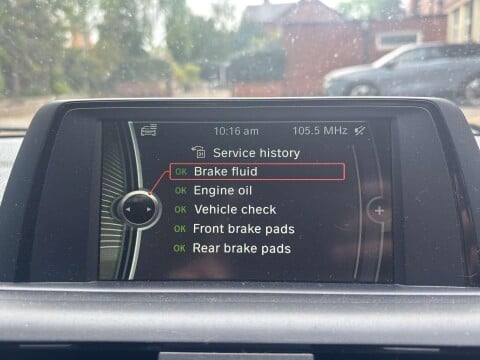 10:16 am 105.5 MHz
Service history
OK Brake fluid
OK Engine oil
OK Vehicle check
OK Front brake pads
OK Rear brake pads